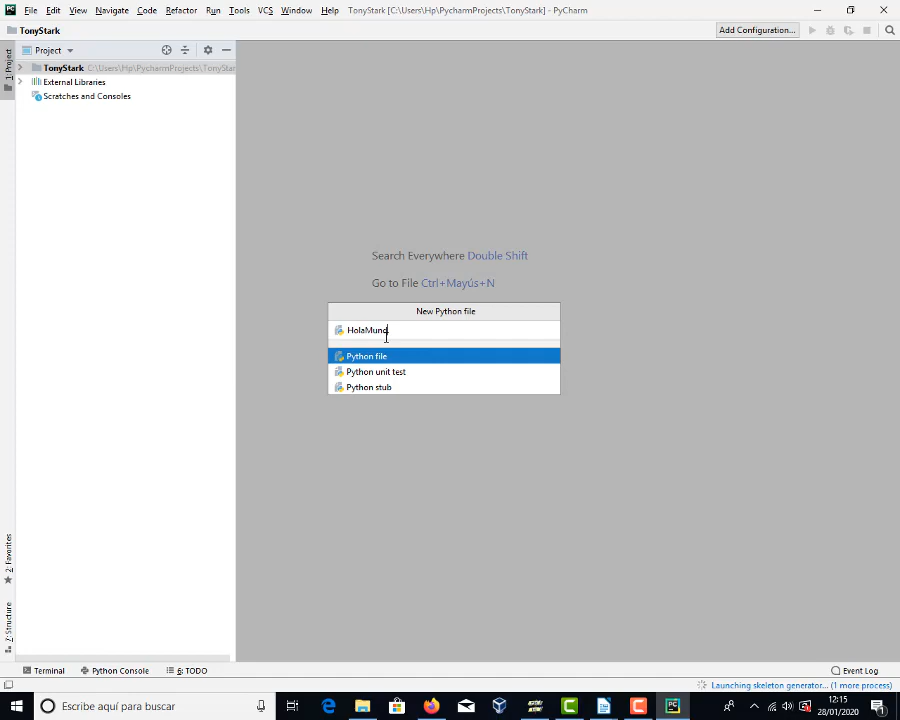 File Edit View Navigate Code Refactor Run Tools VCS Window Help TonyStark [C:\Users\Hp\PycharmProjects\TonyStark] - PyCharm
TonyStark Add Configuration...
1: Project
Project
TonyStark C:\Users\Hp\PycharmProjects\TonyStar
External Libraries
Scratches and Consoles
Search Everywhere Double Shift
Go to File Ctrl+Mayús+N
New Python file
HolaMund
Python file
Python unit test
Python stub
2: Favorites
7: Structure
Terminal Python Console 6: TODO Event Log
Launching skeleton generator... (1 more process)
Escribe aquí para buscar
12:15
28/01/2020
1